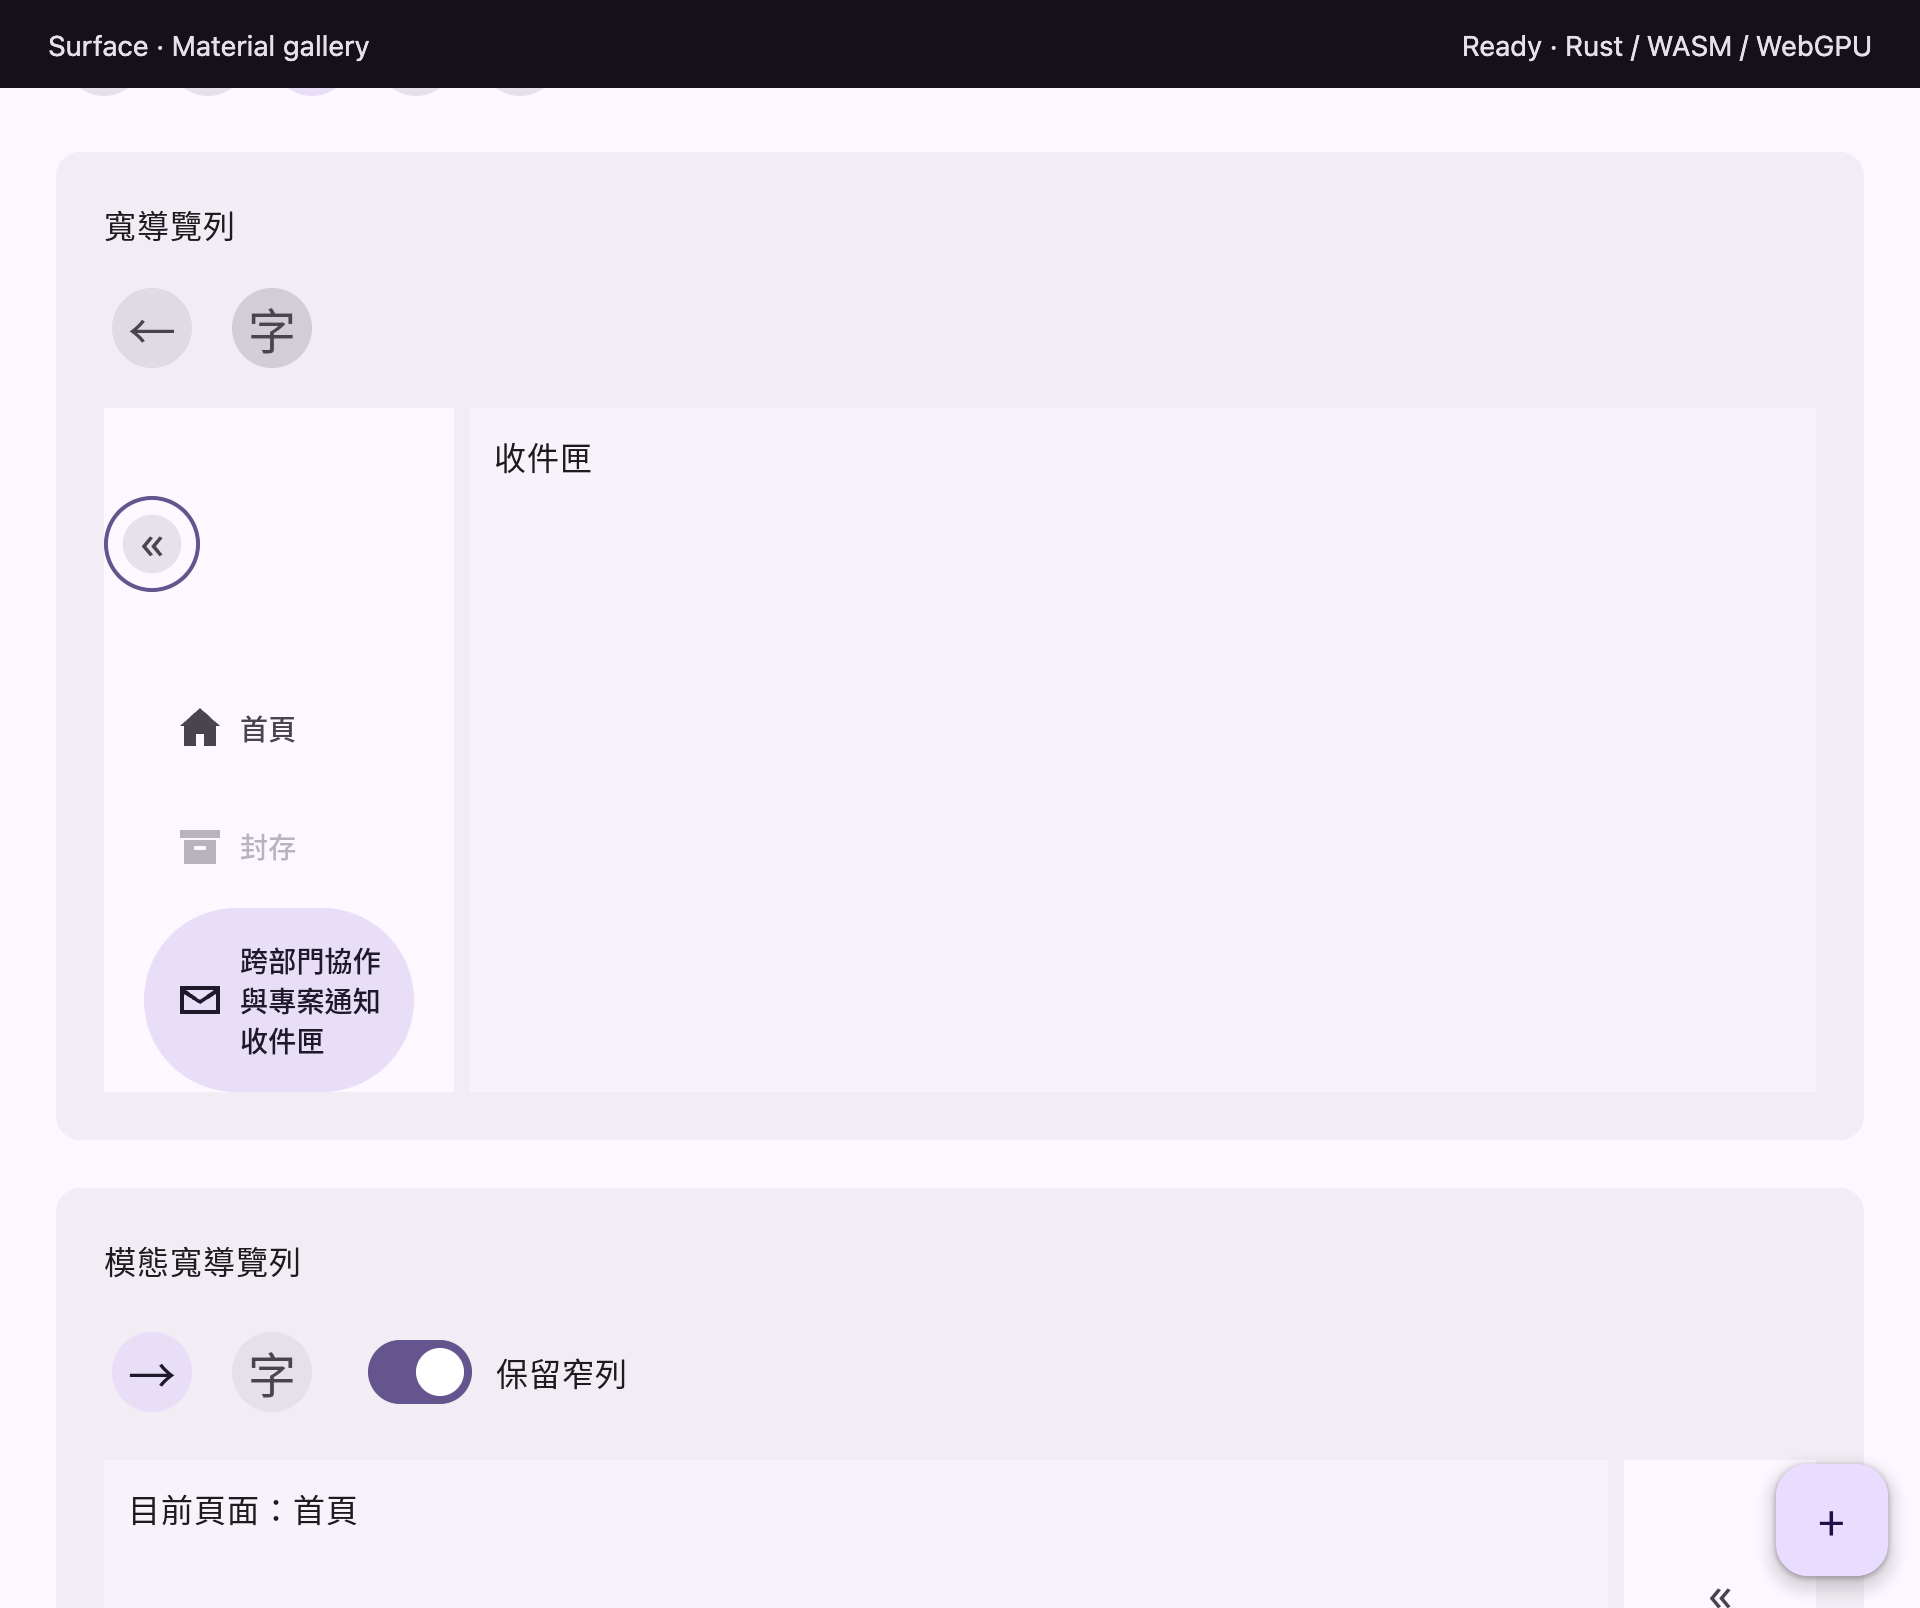 Surface · Material gallery
Ready · Rust / WASM / WebGPU
寬導覽列
← 字
收件匣
«
首頁
封存
跨部門協作
與專案通知
收件匣
模態寬導覽列
→ 字 保留窄列
目前頁面：首頁
+
«